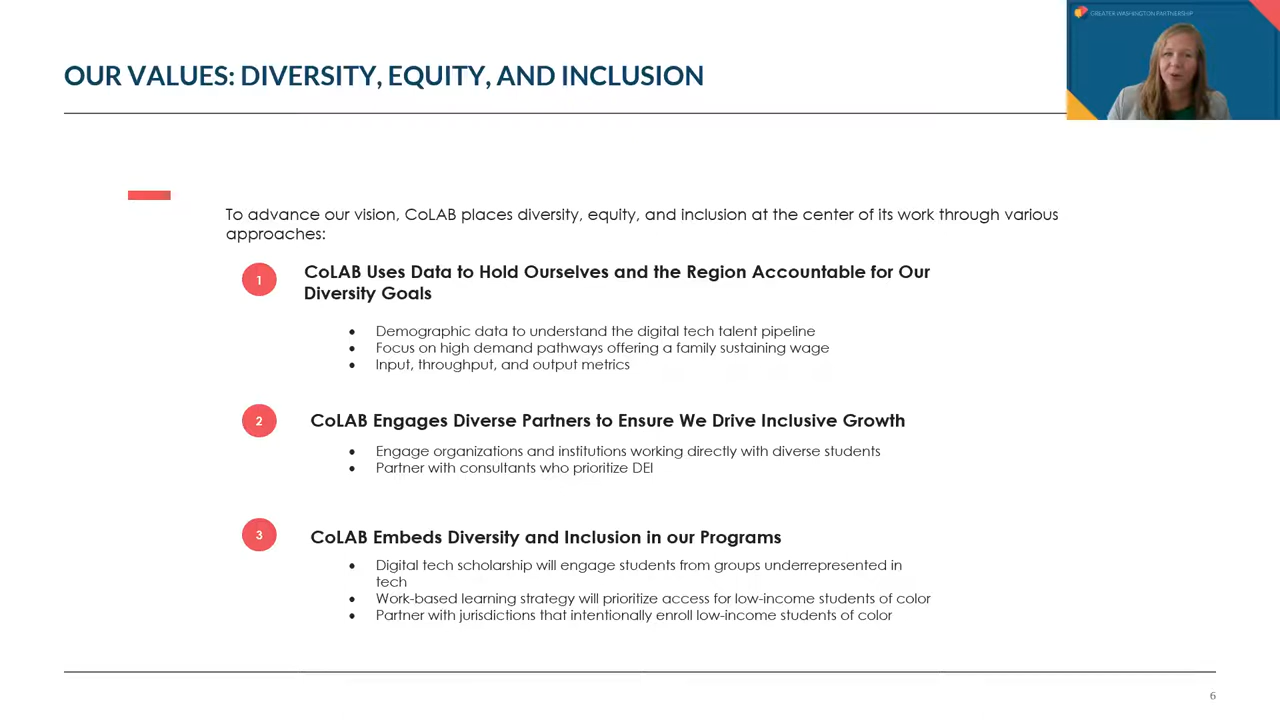 GREATER WASHINGTON PARTNERSHIP
OUR VALUES: DIVERSITY, EQUITY, AND INCLUSION
To advance our vision, CoLAB places diversity, equity, and inclusion at the center of its work through various
approaches:
1
CoLAB Uses Data to Hold Ourselves and the Region Accountable for Our
Diversity Goals
• Demographic data to understand the digital tech talent pipeline
• Focus on high demand pathways offering a family sustaining wage
• Input, throughput, and output metrics
2
CoLAB Engages Diverse Partners to Ensure We Drive Inclusive Growth
• Engage organizations and institutions working directly with diverse students
• Partner with consultants who prioritize DEI
3
CoLAB Embeds Diversity and Inclusion in our Programs
• Digital tech scholarship will engage students from groups underrepresented in
tech
• Work-based learning strategy will prioritize access for low-income students of color
• Partner with jurisdictions that intentionally enroll low-income students of color
6